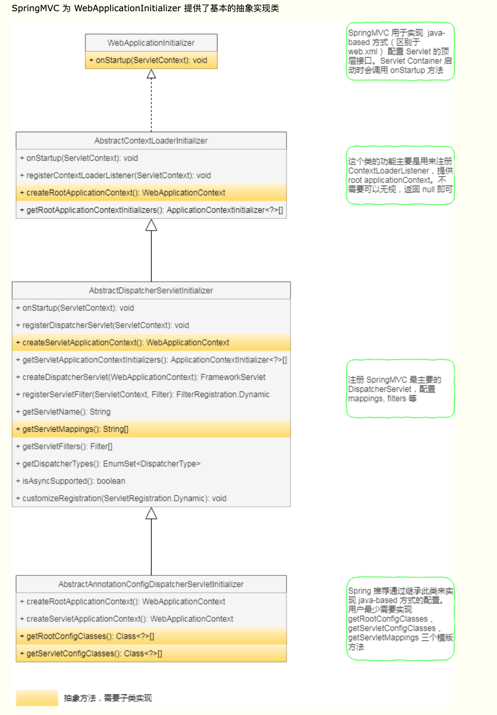 SpringMVC 为 WebApplicationInitializer 提供了基本的抽象实现类
WebApplicationInitializer
+ onStartup(ServletContext): void
SpringMVC 用于实现 java-
based 方式（区别于
web.xml） 配置 Servlet 的顶
层接口。Servlet Container 启
动时会调用 onStartup 方法
AbstractContextLoaderInitializer
+ onStartup(ServletContext): void
+ registerContextLoaderListener(ServletContext): void
+ createRootApplicationContext(): WebApplicationContext
+ getRootApplicationContextInitializers(): ApplicationContextInitializer<?>[]
这个类的功能主要是用来注册
ContextLoaderListener，提供
root applicationContext。不
需要可以无视，返回 null 即可
AbstractDispatcherServletInitializer
+ onStartup(ServletContext): void
+ registerDispatcherServlet(ServletContext): void
+ createServletApplicationContext(): WebApplicationContext
+ getServletApplicationContextInitializers(): ApplicationContextInitializer<?>[]
+ createDispatcherServlet(WebApplicationContext): FrameworkServlet
+ registerServletFilter(ServletContext, Filter): FilterRegistration.Dynamic
+ getServletName(): String
+ getServletMappings(): String[]
+ getServletFilters(): Filter[]
+ getDispatcherTypes(): EnumSet<DispatcherType>
+ isAsyncSupported(): boolean
+ customizeRegistration(ServletRegistration.Dynamic): void
注册 SpringMVC 最主要的
DispatcherServlet，配置
mappings, filters 等
AbstractAnnotationConfigDispatcherServletInitializer
+ createRootApplicationContext(): WebApplicationContext
+ createServletApplicationContext(): WebApplicationContext
+ getRootConfigClasses(): Class<?>[]
+ getServletConfigClasses(): Class<?>[]
Spring 推荐通过继承此类来实
现 java-based 方式的配置。
用户最少需要实现
getRootConfigClasses，
getServletConfigClasses，
getServletMappings 三个模版
方法
抽象方法，需要子类实现